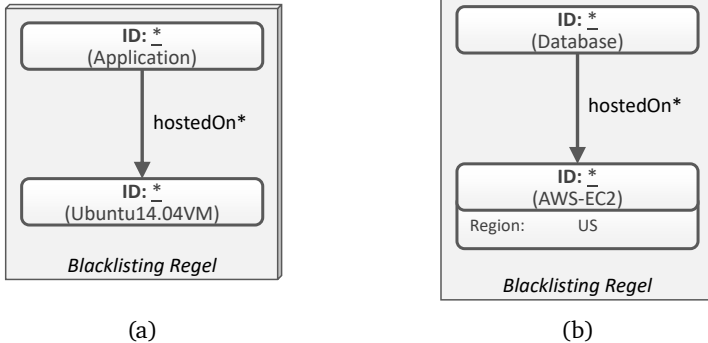 ID: *
(Application)
hostedOn*
ID: *
(Ubuntu14.04VM)
Blacklisting Regel
(a)
ID: *
(Database)
hostedOn*
ID: *
(AWS-EC2)
Region: US
Blacklisting Regel
(b)